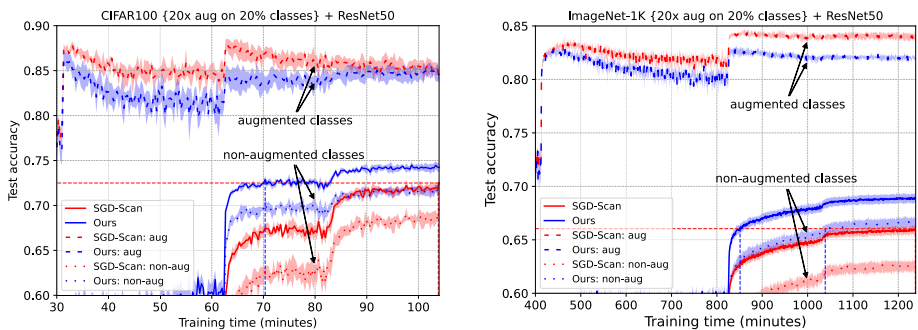 CIFAR100 {20x aug on 20% classes} + ResNet50
Test accuracy
0.90
0.85
0.80
0.75
0.70
0.65
0.60
augmented classes
non-augmented classes
SGD-Scan
Ours
SGD-Scan: aug
Ours: aug
SGD-Scan: non-aug
Ours: non-aug
30 40 50 60 70 80 90 100
Training time (minutes)
ImageNet-1K {20x aug on 20% classes} + ResNet50
Test accuracy
0.85
0.80
0.75
0.70
0.65
0.60
augmented classes
non-augmented classes
SGD-Scan
Ours
SGD-Scan: aug
Ours: aug
SGD-Scan: non-aug
Ours: non-aug
400 500 600 700 800 900 1000 1100 1200
Training time (minutes)